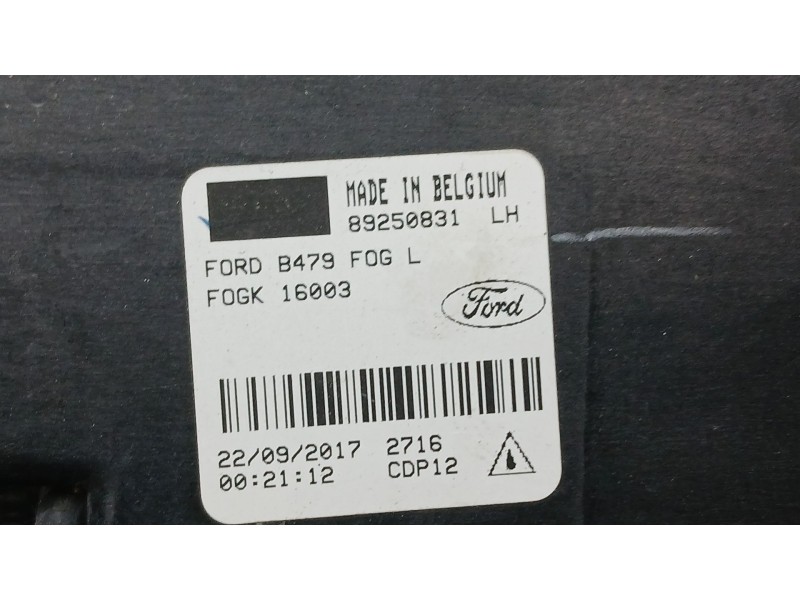 MADE IN BELGIUM
89250831 LH
FORD B479 FOG L
FOGK 16003
Ford
22/09/2017 2716
00:21:12 CDP12